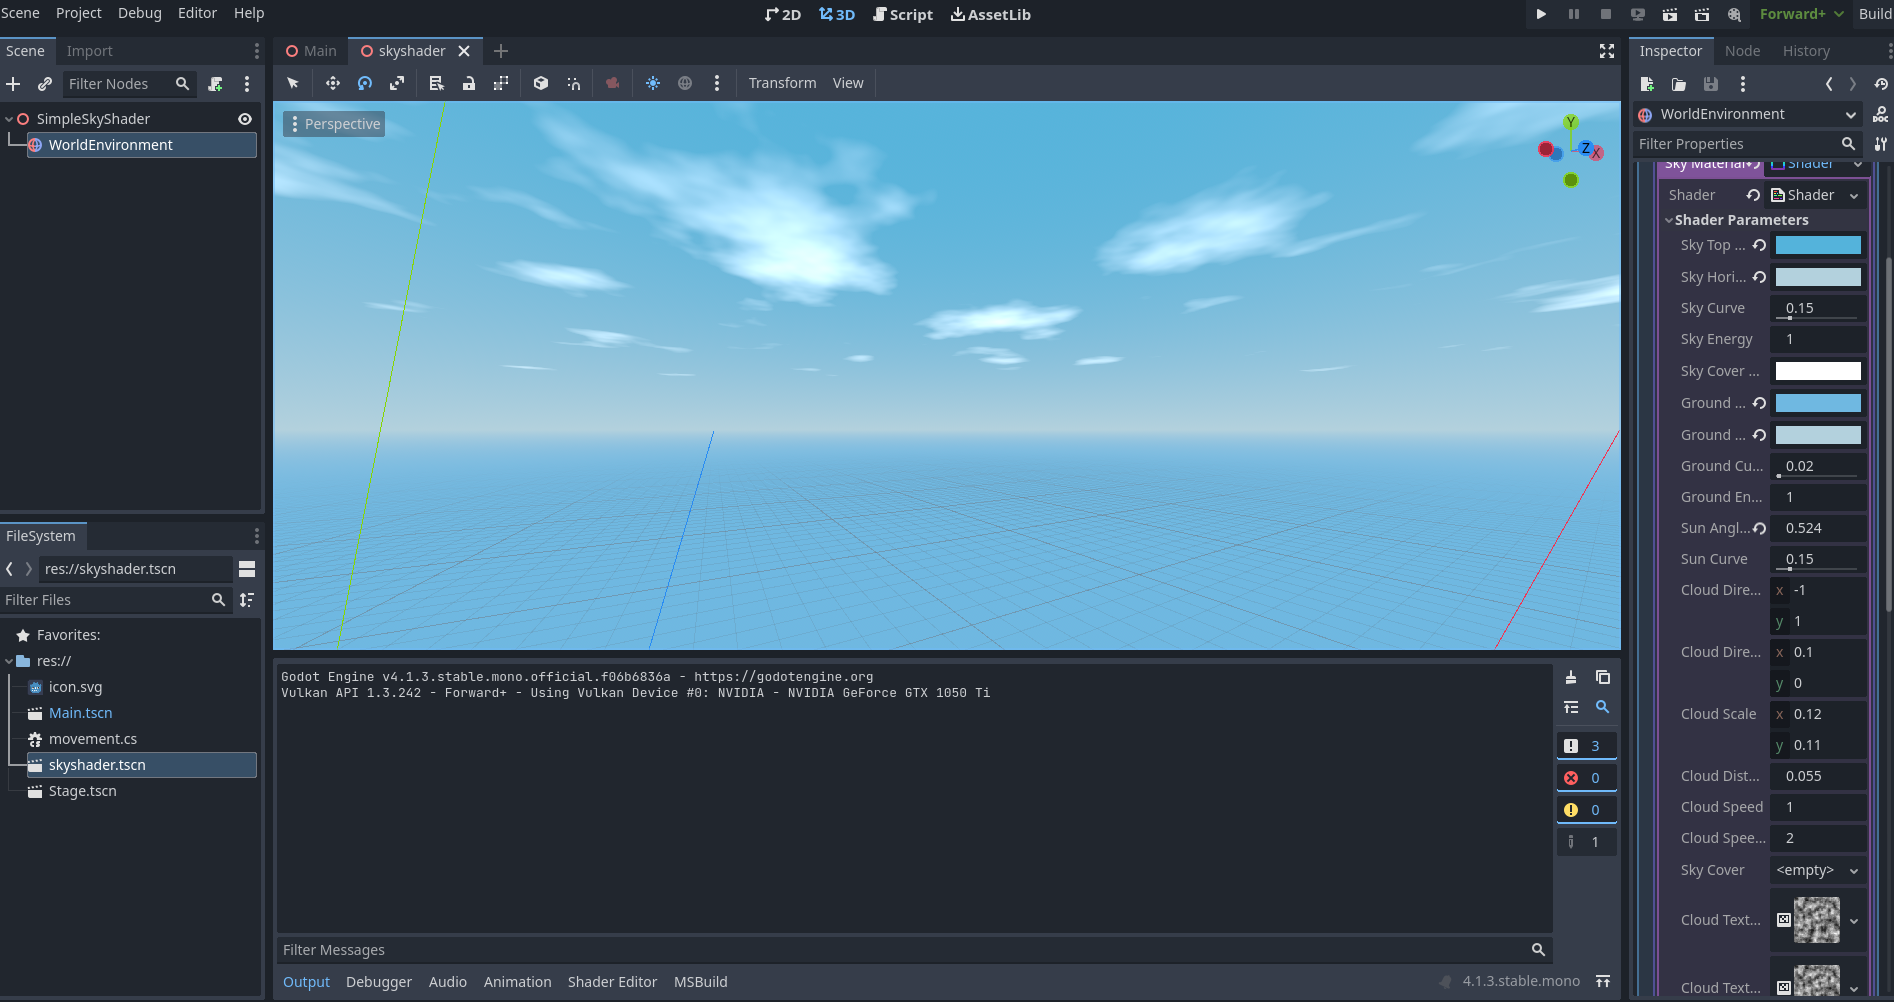 Scene Project Debug Editor Help
2D 3D Script AssetLib
Forward+ Build
Scene Import
Filter Nodes
SimpleSkyShader
WorldEnvironment
FileSystem
res://skyshader.tscn
Filter Files
Favorites:
res://
icon.svg
Main.tscn
movement.cs
skyshader.tscn
Stage.tscn
Main skyshader
Transform View
Perspective
Y
Z X
Godot Engine v4.1.3.stable.mono.official.f06b6836a - https://godotengine.org
Vulkan API 1.3.242 - Forward+ - Using Vulkan Device #0: NVIDIA - NVIDIA GeForce GTX 1050 Ti
3
0
0
1
Filter Messages
Output Debugger Audio Animation Shader Editor MSBuild
4.1.3.stable.mono
Inspector Node History
WorldEnvironment
DOC
Filter Properties
Sky Material Shader
Shader Shader
Shader Parameters
Sky Top ...
Sky Hori...
Sky Curve 0.15
Sky Energy 1
Sky Cover ...
Ground ...
Ground ...
Ground Cu... 0.02
Ground En... 1
Sun Angl... 0.524
Sun Curve 0.15
Cloud Dire... x -1
y 1
Cloud Dire... x 0.1
y 0
Cloud Scale x 0.12
y 0.11
Cloud Dist... 0.055
Cloud Speed 1
Cloud Spee... 2
Sky Cover <empty>
Cloud Text...
Cloud Text...